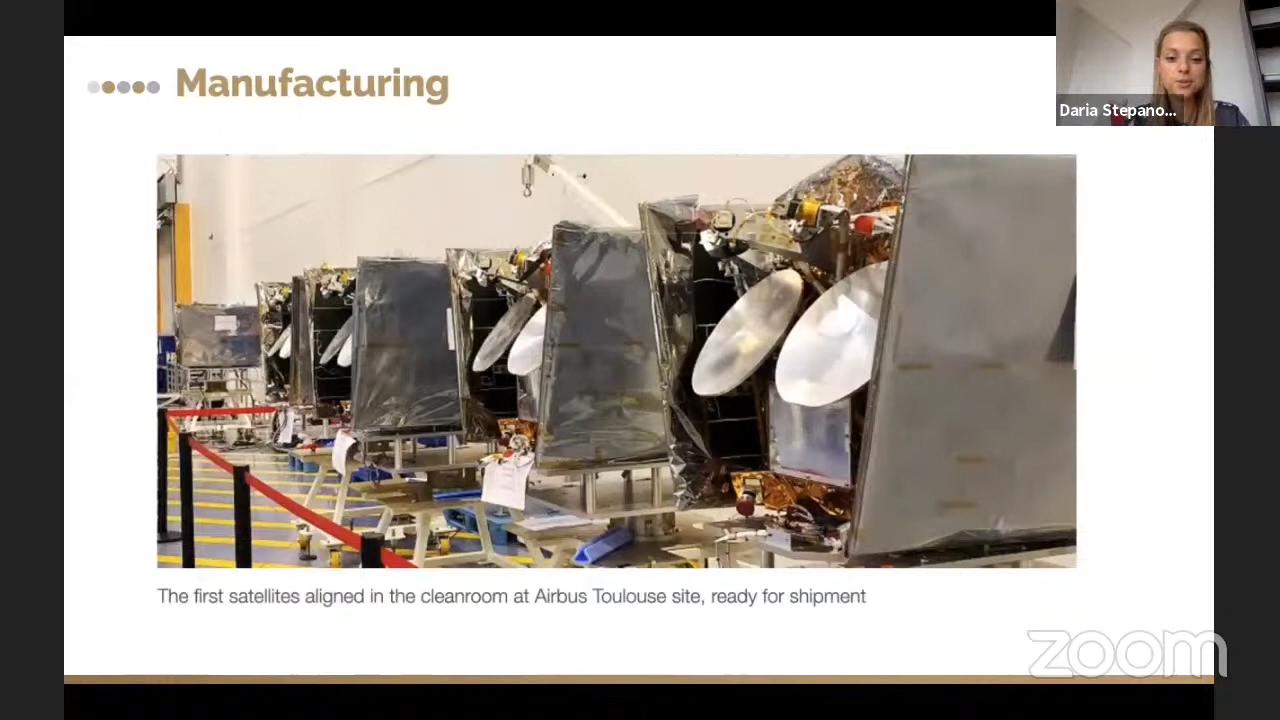 Manufacturing
Daria Stepano...
The first satellites aligned in the cleanroom at Airbus Toulouse site, ready for shipment
zoom